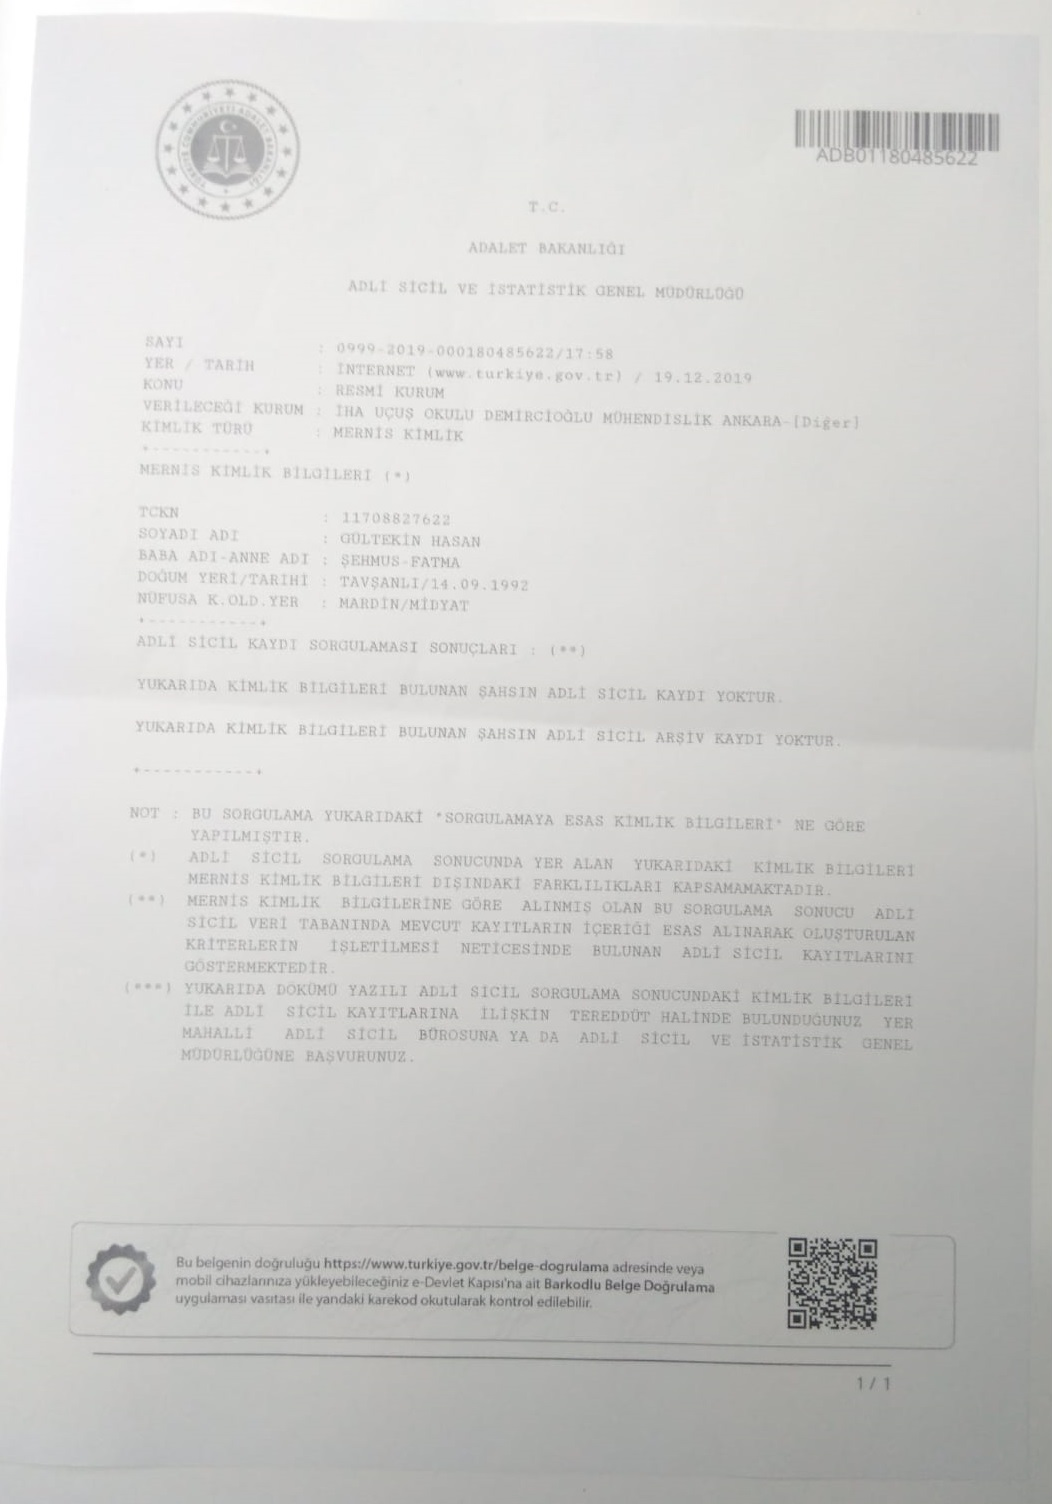 TÜRKİYE CUMHURİYETİ ADALET BAKANLIĞI
ADB01180485622
T.C.
ADALET BAKANLIĞI
ADLİ SİCİL VE İSTATİSTİK GENEL MÜDÜRLÜĞÜ
SAYI : 0999-2019-000180485622/17:58
YER / TARİH : İNTERNET (www.turkiye.gov.tr) / 19.12.2019
KONU : RESMİ KURUM
VERİLECEĞİ KURUM : İHA UÇUŞ OKULU DEMİRCİOĞLU MÜHENDİSLİK ANKARA-[Diğer]
KİMLİK TÜRÜ : MERNİS KİMLİK
+-----------+
MERNİS KİMLİK BİLGİLERİ (*)
TCKN : 11708827622
SOYADI ADI : GÜLTEKİN HASAN
BABA ADI-ANNE ADI : ŞEHMUS-FATMA
DOĞUM YERİ/TARİHİ : TAVŞANLI/14.09.1992
NÜFUSA K.OLD.YER : MARDİN/MİDYAT
+-----------+
ADLİ SİCİL KAYDI SORGULAMASI SONUÇLARI : (**)
YUKARIDA KİMLİK BİLGİLERİ BULUNAN ŞAHSIN ADLİ SİCİL KAYDI YOKTUR.
YUKARIDA KİMLİK BİLGİLERİ BULUNAN ŞAHSIN ADLİ SİCİL ARŞİV KAYDI YOKTUR.
+-----------+
NOT : BU SORGULAMA YUKARIDAKİ "SORGULAMAYA ESAS KİMLİK BİLGİLERİ" NE GÖRE
YAPILMIŞTIR.
(*) ADLİ SİCİL SORGULAMA SONUCUNDA YER ALAN YUKARIDAKİ KİMLİK BİLGİLERİ
MERNİS KİMLİK BİLGİLERİ DIŞINDAKİ FARKLILIKLARI KAPSAMAMAKTADIR.
(**) MERNİS KİMLİK BİLGİLERİNE GÖRE ALINMIŞ OLAN BU SORGULAMA SONUCU ADLİ
SİCİL VERİ TABANINDA MEVCUT KAYITLARIN İÇERİĞİ ESAS ALINARAK OLUŞTURULAN
KRİTERLERİN İŞLETİLMESİ NETİCESİNDE BULUNAN ADLİ SİCİL KAYITLARINI
GÖSTERMEKTEDİR.
(***) YUKARIDA DÖKÜMÜ YAZILI ADLİ SİCİL SORGULAMA SONUCUNDAKİ KİMLİK BİLGİLERİ
İLE ADLİ SİCİL KAYITLARINA İLİŞKİN TEREDDÜT HALİNDE BULUNDUĞUNUZ YER
MAHALLİ ADLİ SİCİL BÜROSUNA YA DA ADLİ SİCİL VE İSTATİSTİK GENEL
MÜDÜRLÜĞÜNE BAŞVURUNUZ.
Bu belgenin doğruluğu https://www.turkiye.gov.tr/belge-dogrulama adresinde veya
mobil cihazlarınıza yükleyebileceğiniz e-Devlet Kapısı'na ait Barkodlu Belge Doğrulama
uygulaması vasıtası ile yandaki karekod okutularak kontrol edilebilir.
1 / 1